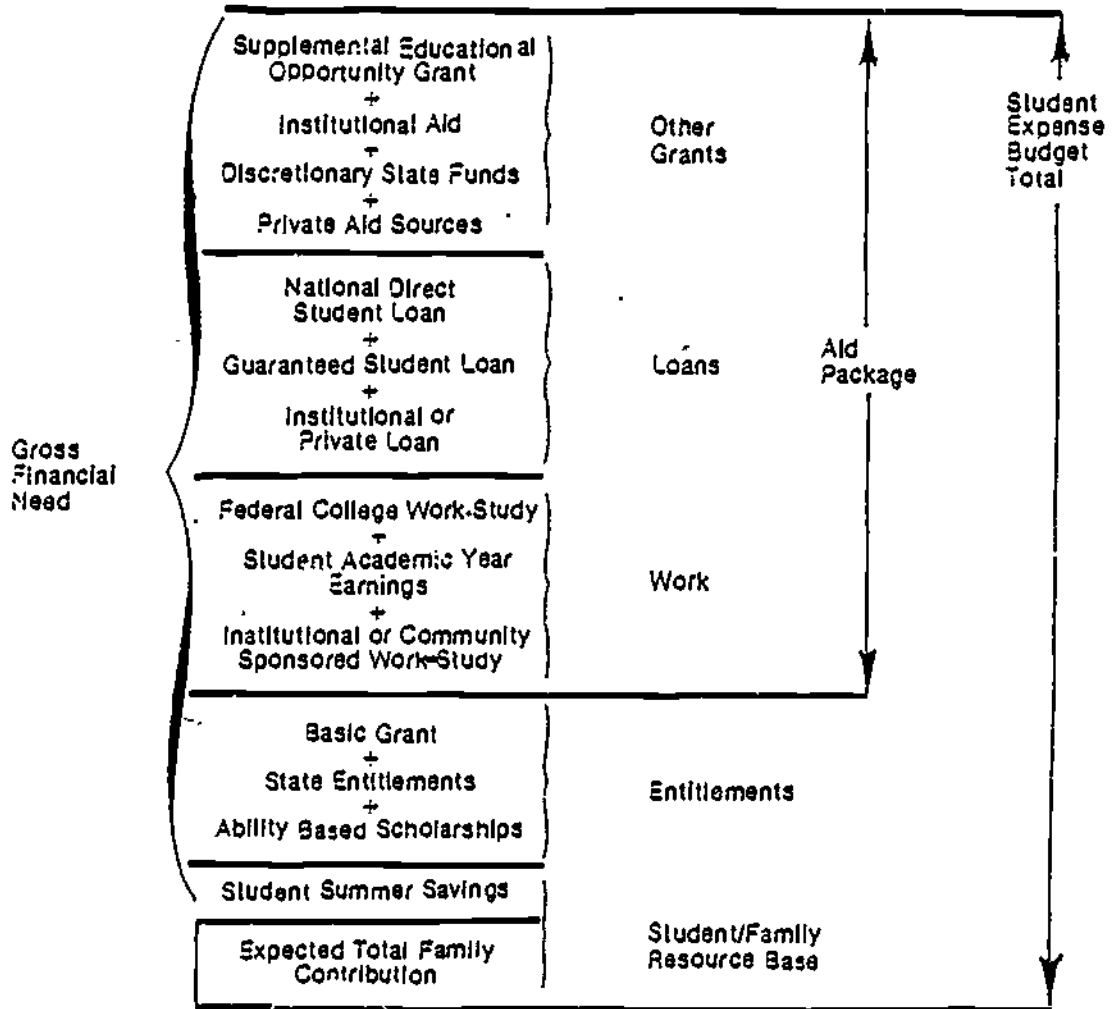 Supplemental Educational
Opportunity Grant
+
Institutional Aid
+
Discretionary State Funds
+
Private Aid Sources
Other
Grants
Student
Expense
Budget
Total
National Direct
Student Loan
+
Guaranteed Student Loan
+
Institutional or
Private Loan
Loans
Aid
Package
Gross
Financial
Need
Federal College Work-Study
+
Student Academic Year
Earnings
+
Institutional or Community
Sponsored Work-Study
Work
Basic Grant
+
State Entitlements
+
Ability Based Scholarships
Entitlements
Student Summer Savings
Expected Total Family
Contribution
Student/Family
Resource Base